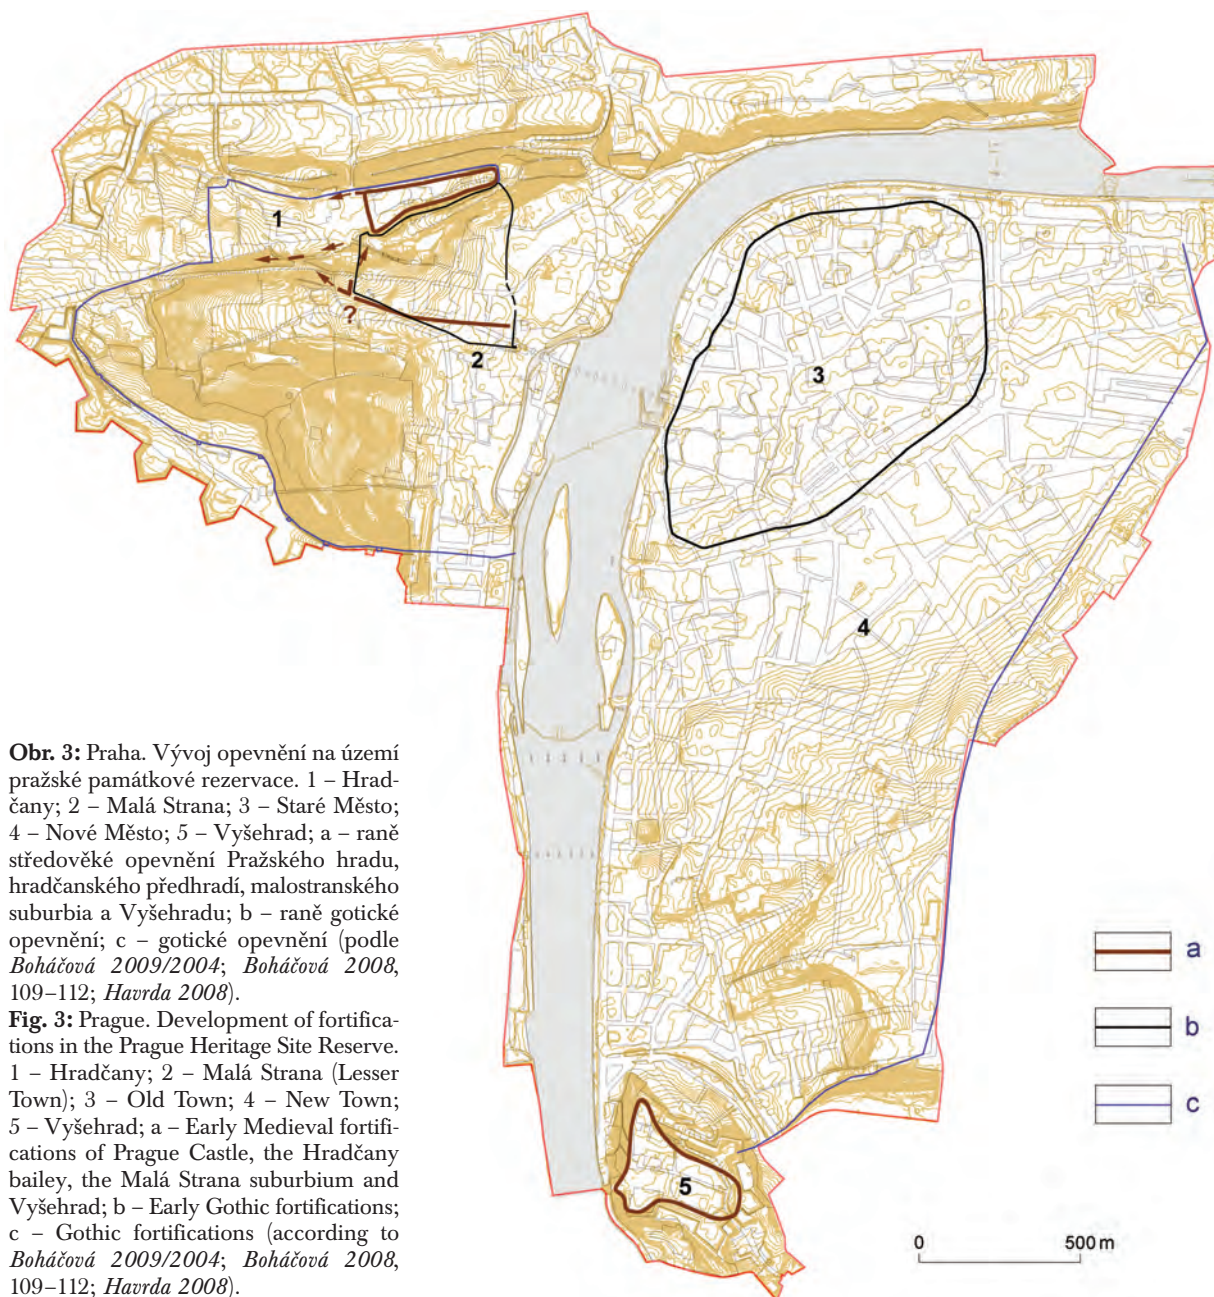 1
2
?
3
4
5
Obr. 3: Praha. Vývoj opevnění na území
pražské památkové rezervace. 1 – Hrad-
čany; 2 – Malá Strana; 3 – Staré Město;
4 – Nové Město; 5 – Vyšehrad; a – raně
středověké opevnění Pražského hradu,
hradčanského předhradí, malostranského
suburbia a Vyšehradu; b – raně gotické
opevnění; c – gotické opevnění (podle
Boháčová 2009/2004; Boháčová 2008,
109–112; Havrda 2008).
Fig. 3: Prague. Development of fortifica-
tions in the Prague Heritage Site Reserve.
1 – Hradčany; 2 – Malá Strana (Lesser
Town); 3 – Old Town; 4 – New Town;
5 – Vyšehrad; a – Early Medieval fortifi-
cations of Prague Castle, the Hradčany
bailey, the Malá Strana suburbium and
Vyšehrad; b – Early Gothic fortifications;
c – Gothic fortifications (according to
Boháčová 2009/2004; Boháčová 2008,
109–112; Havrda 2008).
a
b
c
0 500 m